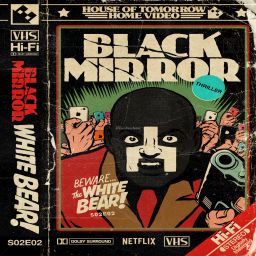 HOUSE OF TOMORROW
HOME VIDEO
VHS
Hi-Fi
BLACK
MIRROR
WHITE BEAR!
S02E02
BLACK
MIRROR
THRILLER
BEWARE...
The WHITE
BEAR!
S02E02
DOLBY SURROUND
NETFLIX
VHS
Hi-Fi
STEREO